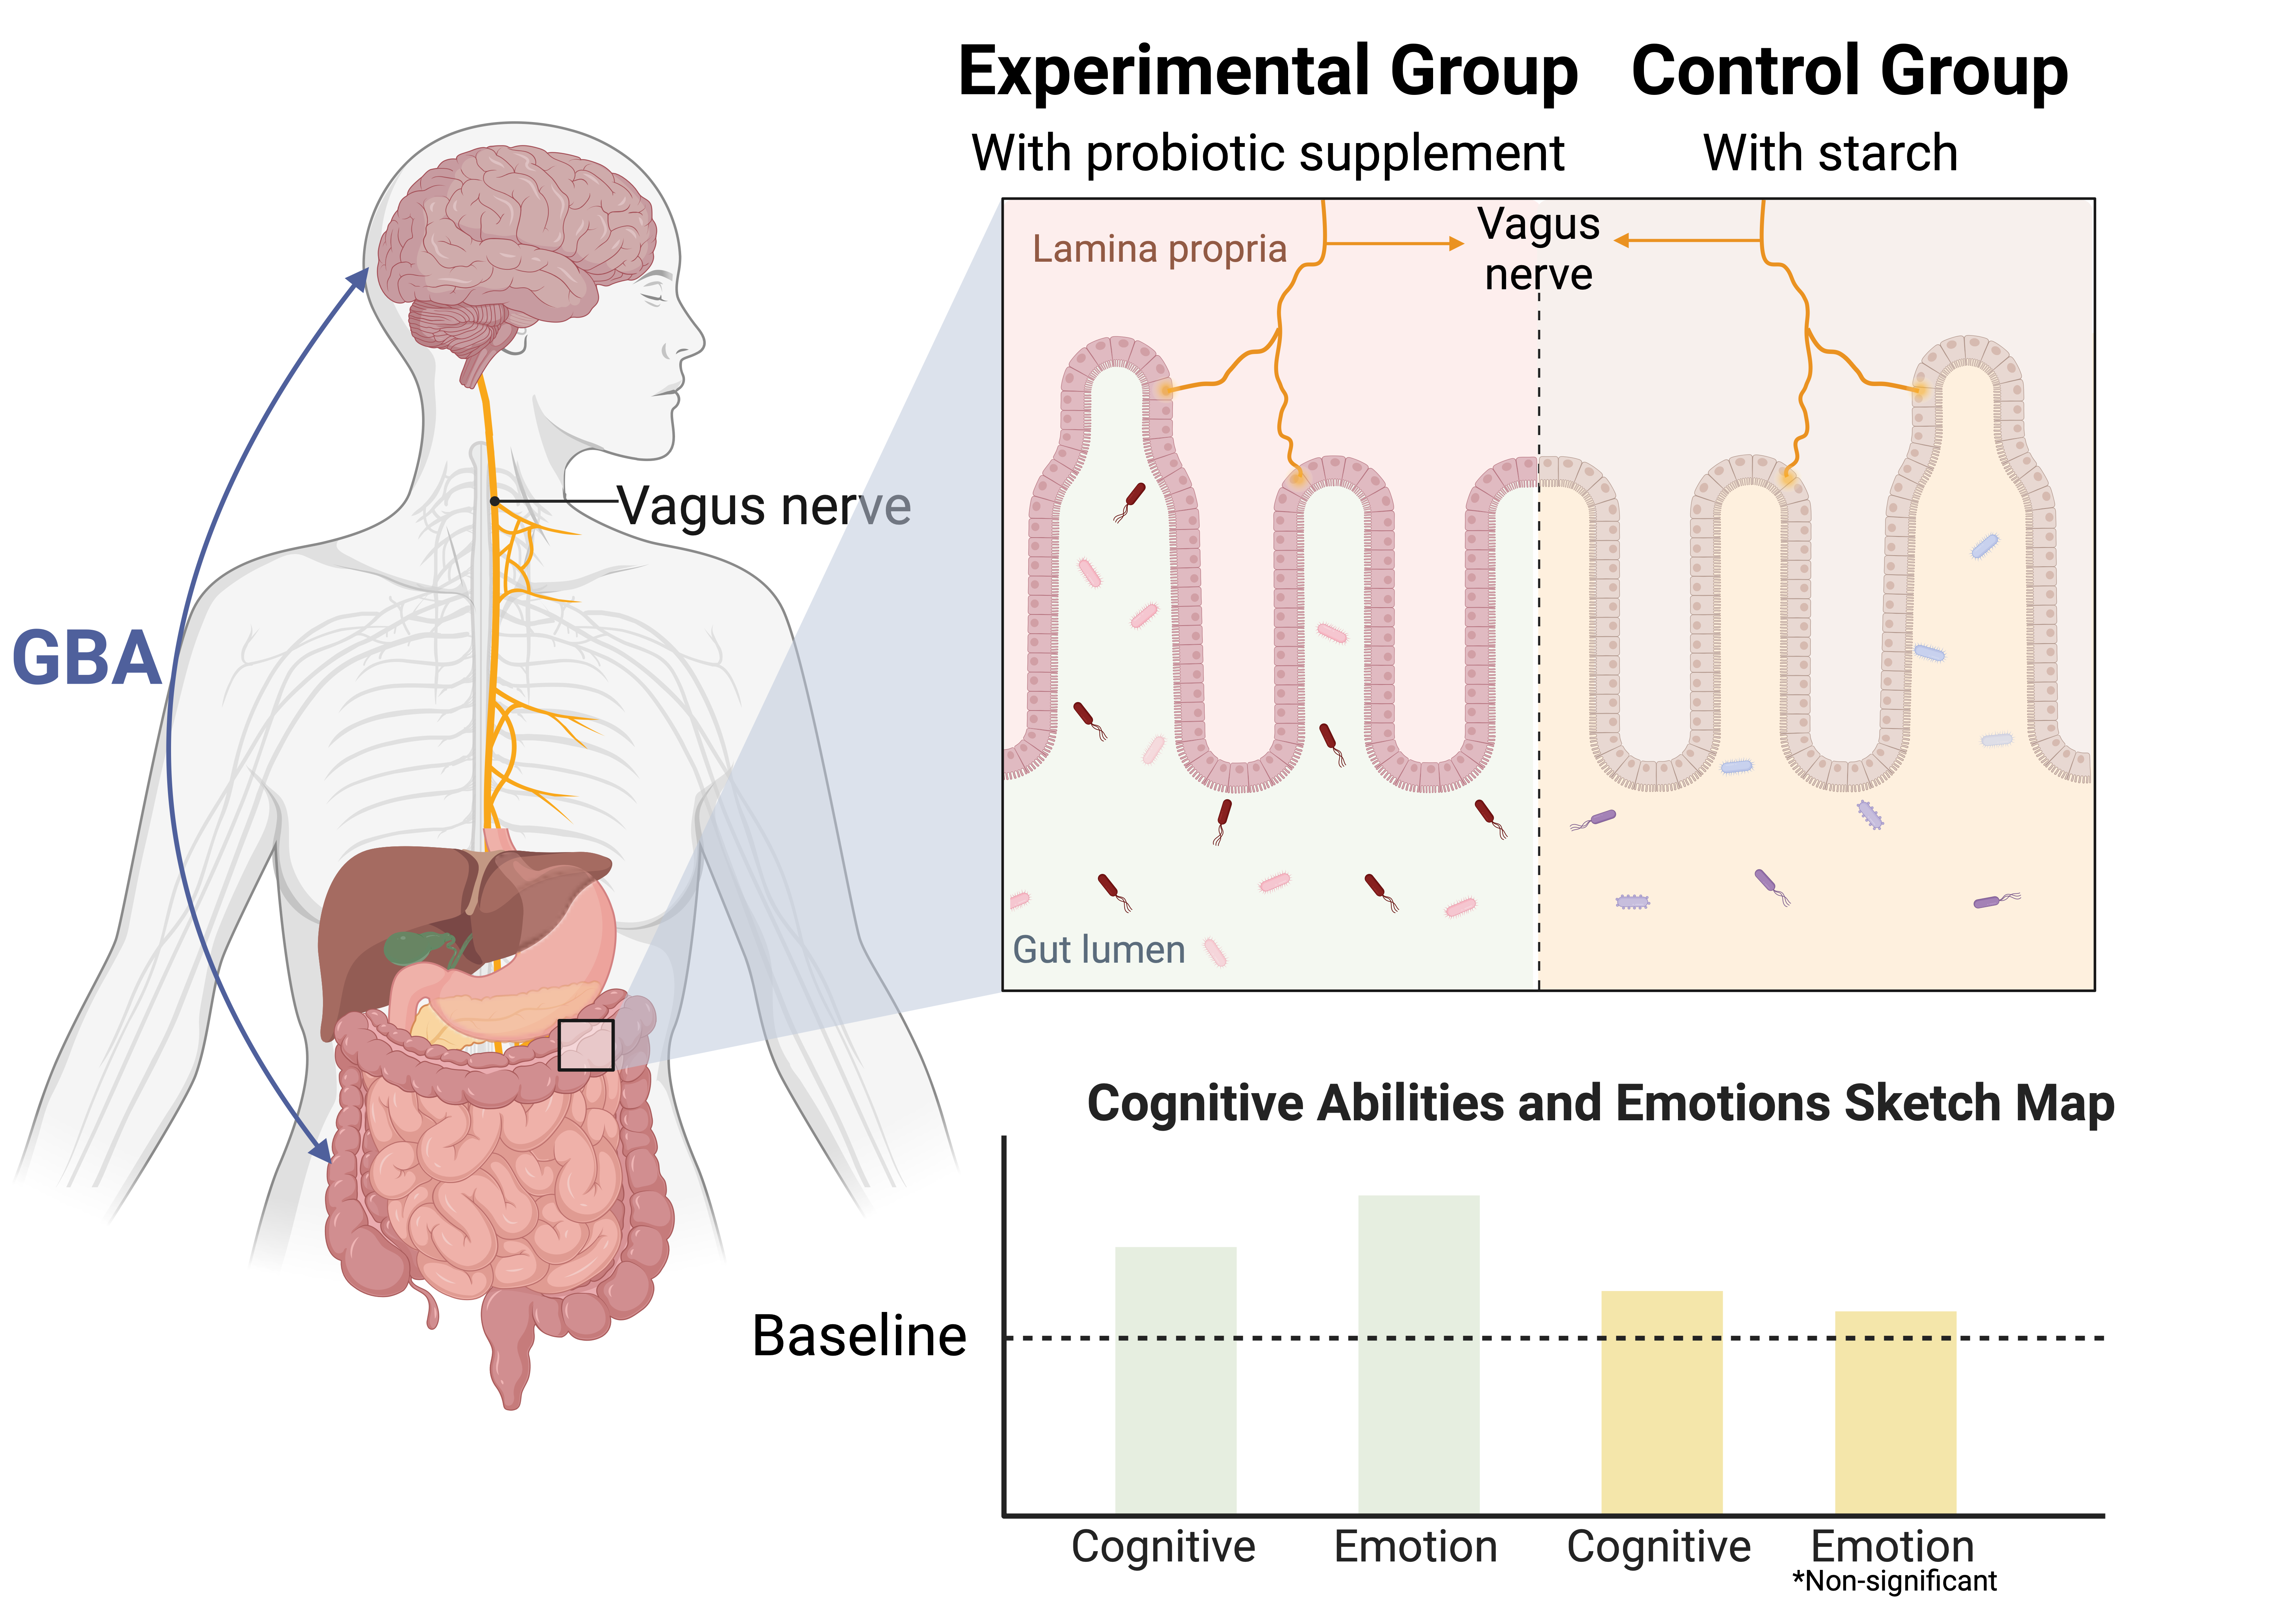 Experimental Group
Control Group
With probiotic supplement
With starch
Lamina propria
Vagus
nerve
Vagus nerve
GBA
Gut lumen
Cognitive Abilities and Emotions Sketch Map
Baseline
Cognitive
Emotion
Cognitive
Emotion
*Non-significant